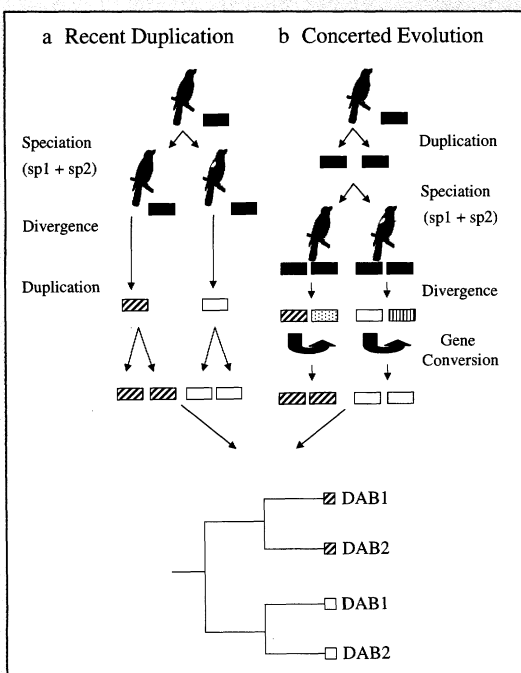 a Recent Duplication
Speciation
(sp1 + sp2)
Divergence
Duplication
b Concerted Evolution
Duplication
Speciation
(sp1 + sp2)
Divergence
Gene
Conversion
DAB1
DAB2
DAB1
DAB2